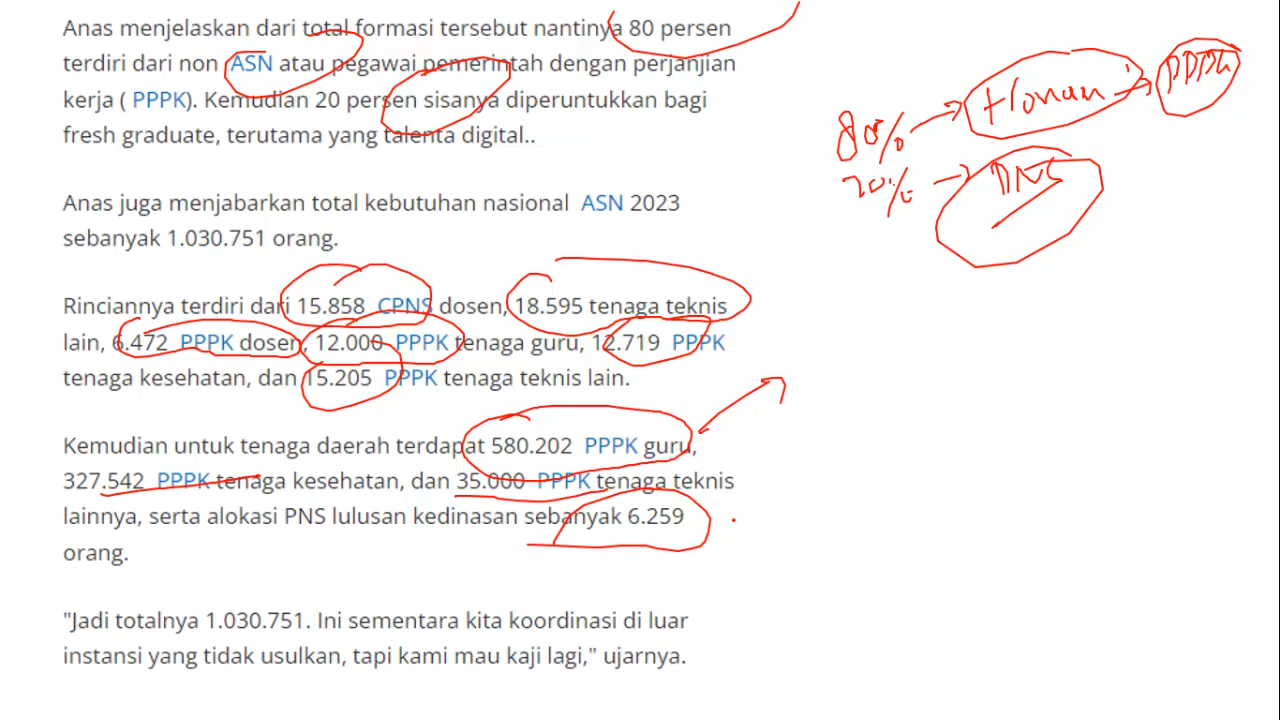 Anas menjelaskan dari total formasi tersebut nantinya 80 persen
terdiri dari non ASN atau pegawai pemerintah dengan perjanjian
kerja ( PPPK). Kemudian 20 persen sisanya diperuntukkan bagi
fresh graduate, terutama yang talenta digital..
80% Honorer PPPK
20% PNS
Anas juga menjabarkan total kebutuhan nasional ASN 2023
sebanyak 1.030.751 orang.
Rinciannya terdiri dari 15.858 CPNS dosen, 18.595 tenaga teknis
lain, 6.472 PPPK dosen, 12.000 PPPK tenaga guru, 12.719 PPPK
tenaga kesehatan, dan 15.205 PPPK tenaga teknis lain.
Kemudian untuk tenaga daerah terdapat 580.202 PPPK guru,
327.542 PPPK tenaga kesehatan, dan 35.000 PPPK tenaga teknis
lainnya, serta alokasi PNS lulusan kedinasan sebanyak 6.259
orang.
"Jadi totalnya 1.030.751. Ini sementara kita koordinasi di luar
instansi yang tidak usulkan, tapi kami mau kaji lagi," ujarnya.